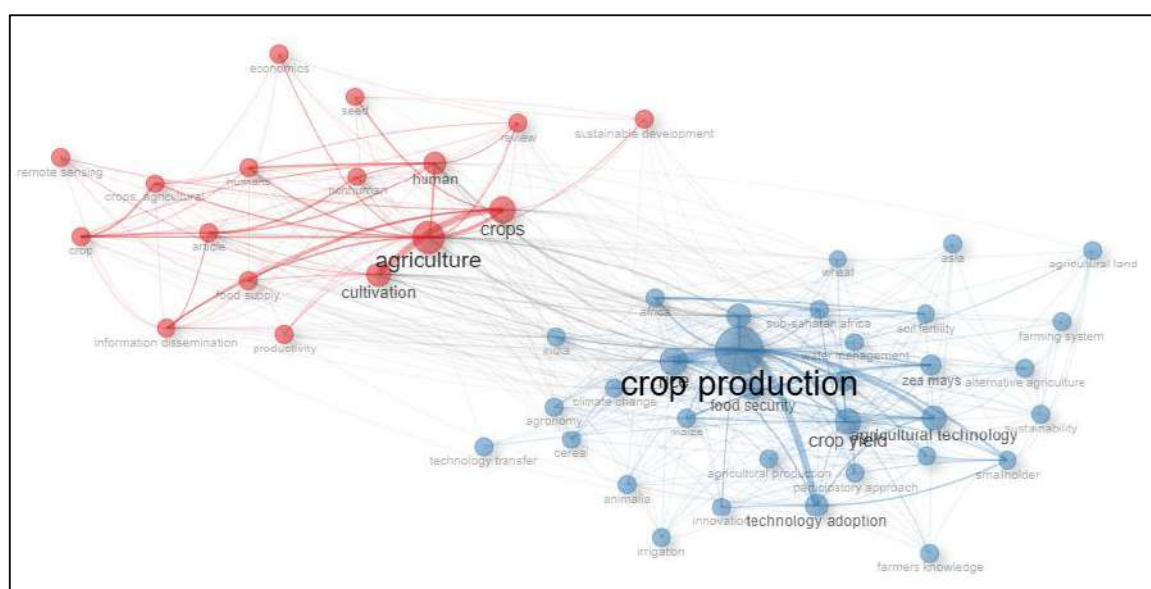 economics
seed
review
sustainable development
remote sensing
humans
human
crops, agricultural
nonhuman
crops
crop
article
agriculture
wheat
asia
agricultural land
food supply
cultivation
africa
sub-saharan africa
soil fertility
farming system
information dissemination
productivity
india
water management
rice
zea mays
alternative agriculture
crop production
climate change
food security
agronomy
maize
crop yield
agricultural technology
sustainability
technology transfer
cereal
agricultural production
participatory approach
smallholder
animalia
innovation
technology adoption
irrigation
farmers knowledge